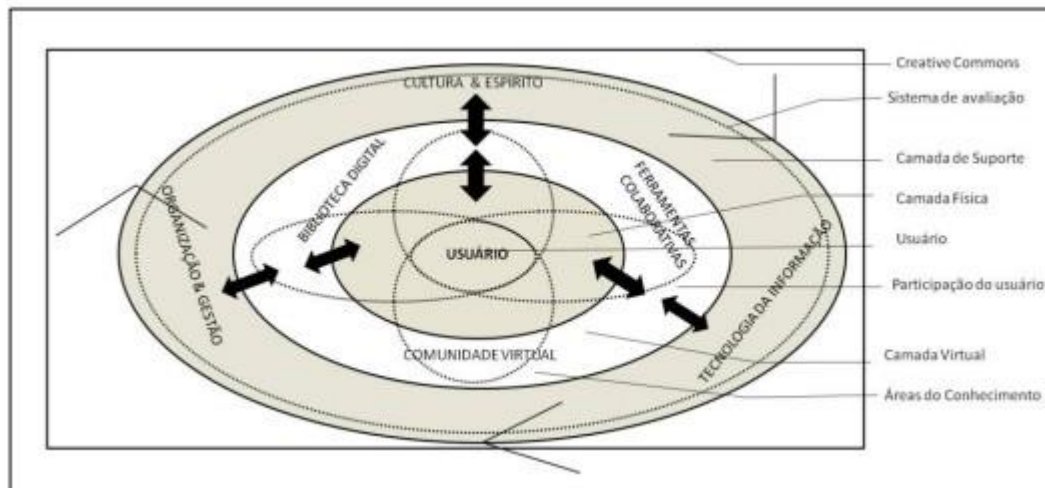 CULTURA & ESPÍRITO
BIBLIOTECA DIGITAL
FERRAMENTAS
COLABORATIVAS
ORGANIZAÇÃO & GESTÃO
USUÁRIO
TECNOLOGIA DA INFORMAÇÃO
COMUNIDADE VIRTUAL
Creative Commons
Sistema de avaliação
Camada de Suporte
Camada Física
Usuário
Participação do usuário
Camada Virtual
Áreas do Conhecimento